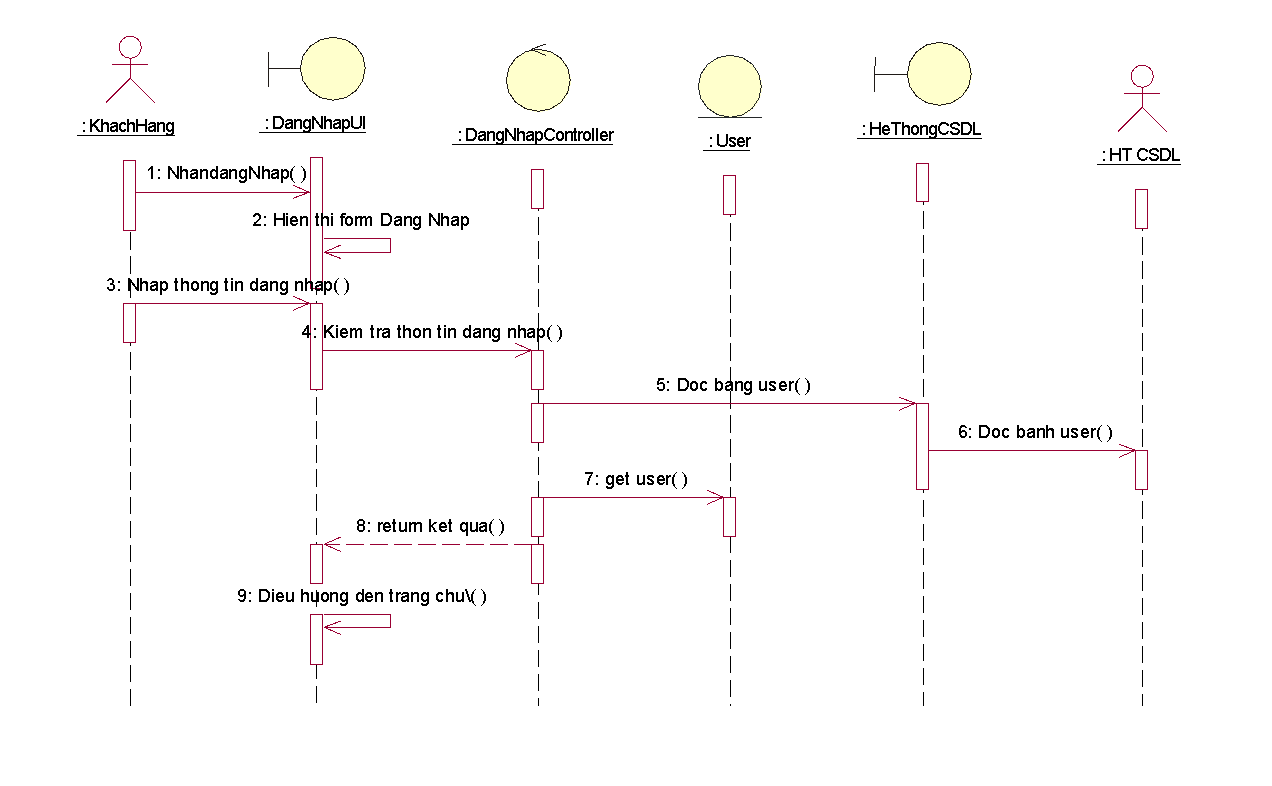 : KhachHang
: DangNhapUI
: DangNhapController
: User
: HeThongCSDL
: HT CSDL
1: NhandangNhap( )
2: Hien thi form Dang Nhap
3: Nhap thong tin dang nhap( )
4: Kiem tra thon tin dang nhap( )
5: Doc bang user( )
6: Doc banh user( )
7: get user( )
8: return ket qua( )
9: Dieu huong den trang chu\( )